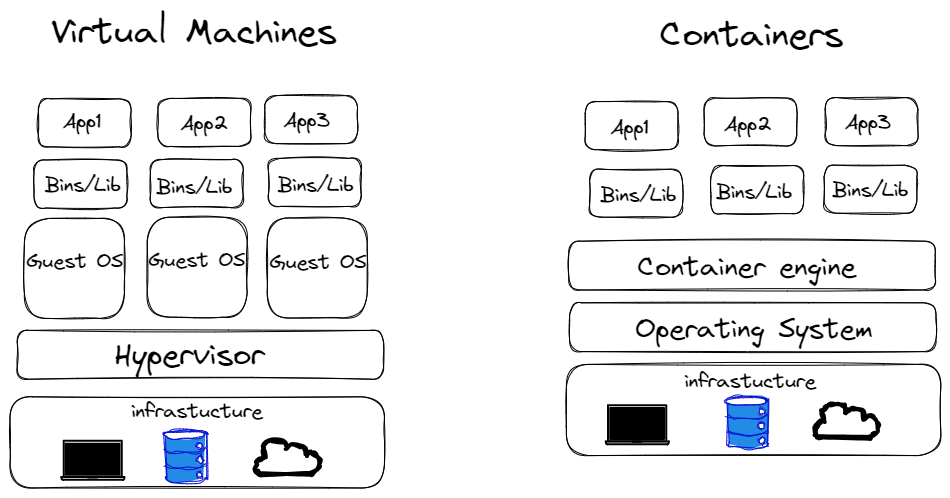 Virtual Machines
App1 App2 App3
Bins/Lib Bins/Lib Bins/Lib
Guest OS Guest OS Guest OS
Hypervisor
infrastucture
Containers
App1 App2 App3
Bins/Lib Bins/Lib Bins/Lib
Container engine
Operating System
infrastucture